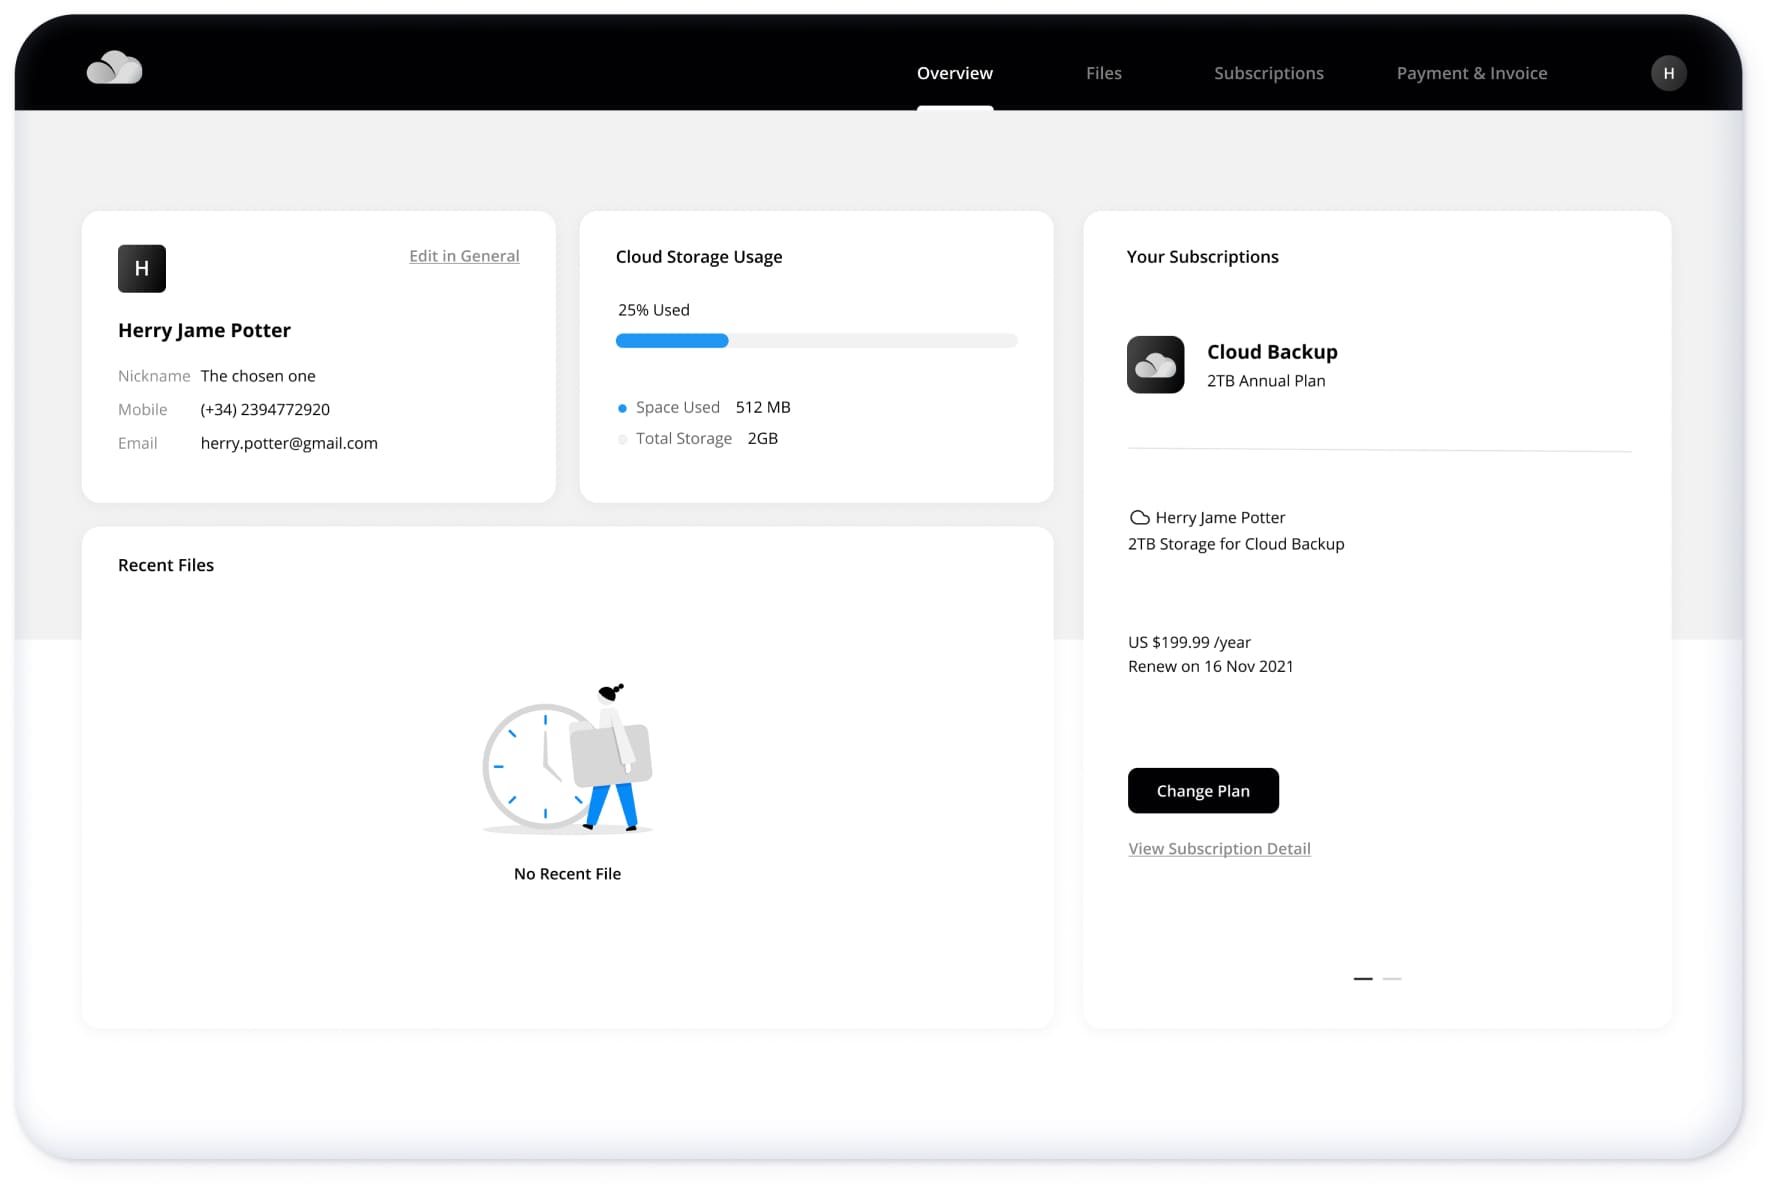 Overview
Files
Subscriptions
Payment & Invoice
H
H
Edit in General
Herry Jame Potter
Nickname The chosen one
Mobile (+34) 2394772920
Email herry.potter@gmail.com
Cloud Storage Usage
25% Used
Space Used 512 MB
Total Storage 2GB
Your Subscriptions
Cloud Backup
2TB Annual Plan
Herry Jame Potter
2TB Storage for Cloud Backup
US $199.99 /year
Renew on 16 Nov 2021
Change Plan
View Subscription Detail
Recent Files
No Recent File